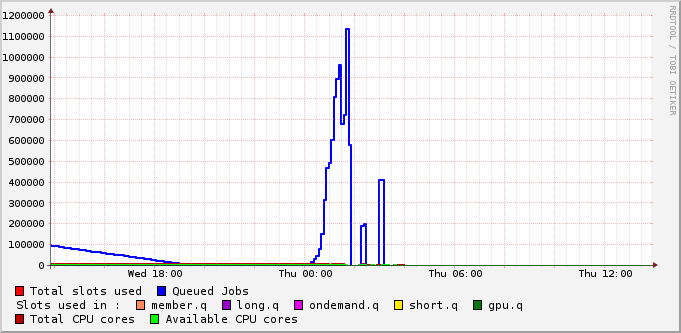 RRDTOOL / TOBI OETIKER
1200000
1100000
1000000
900000
800000
700000
600000
500000
400000
300000
200000
100000
0
Wed 18:00 Thu 00:00 Thu 06:00 Thu 12:00
Total slots used Queued Jobs
Slots used in : member.q long.q ondemand.q short.q gpu.q
Total CPU cores Available CPU cores